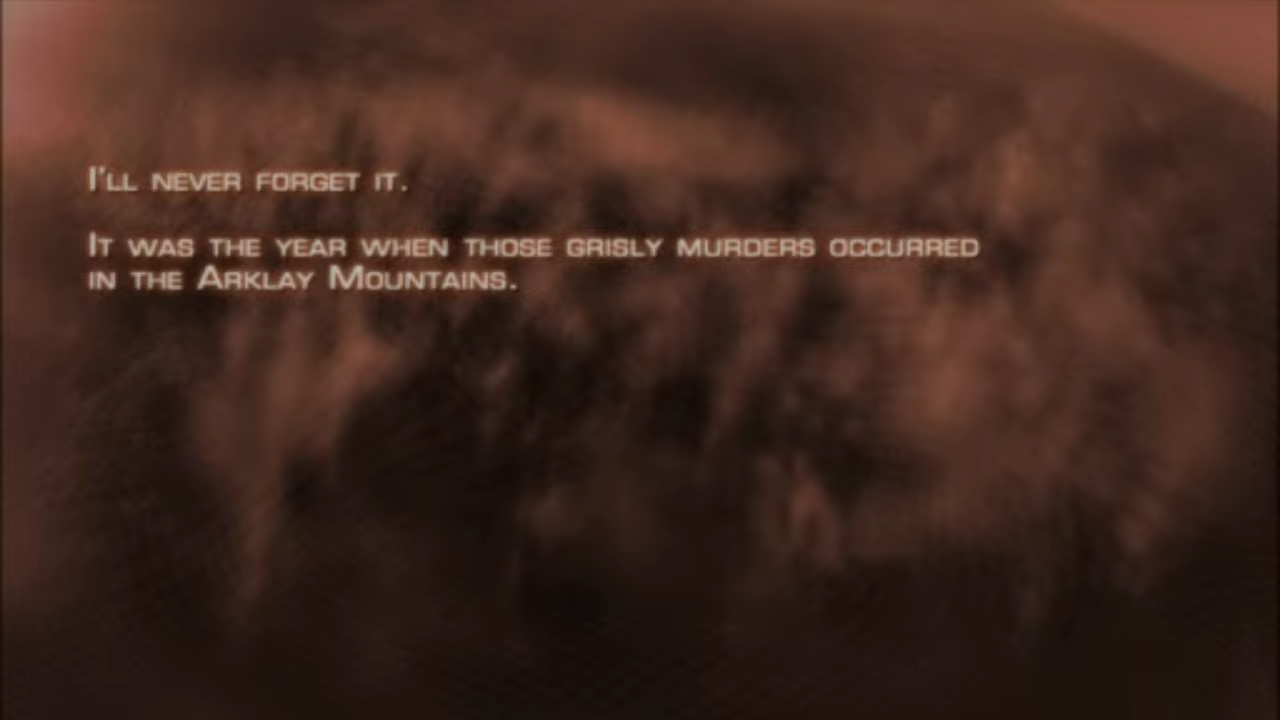 I'll never forget it.
It was the year when those grisly murders occurred
in the Arklay Mountains.